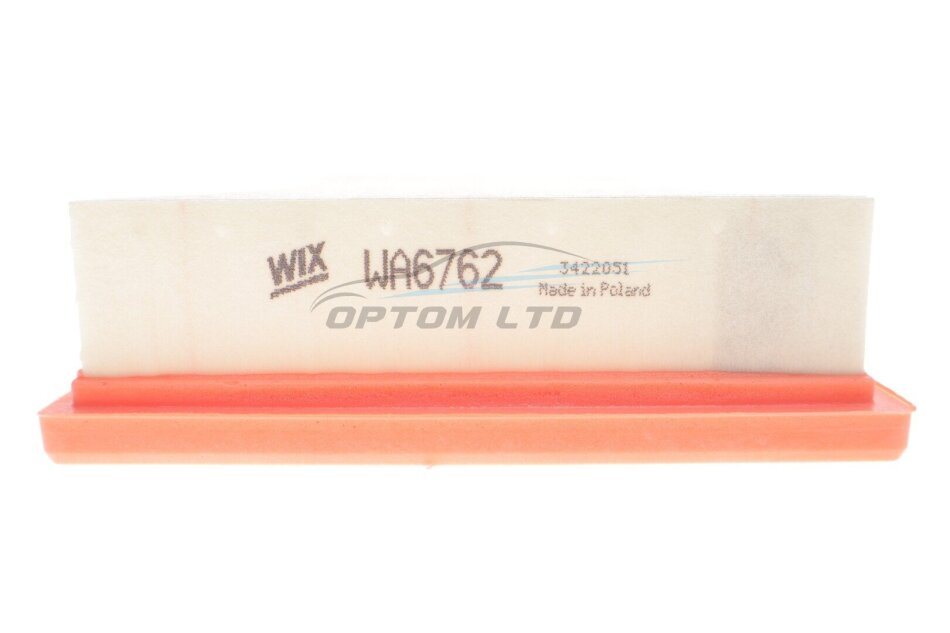 WIX
WA6762
3422051
Made in Poland
OPTOM LTD